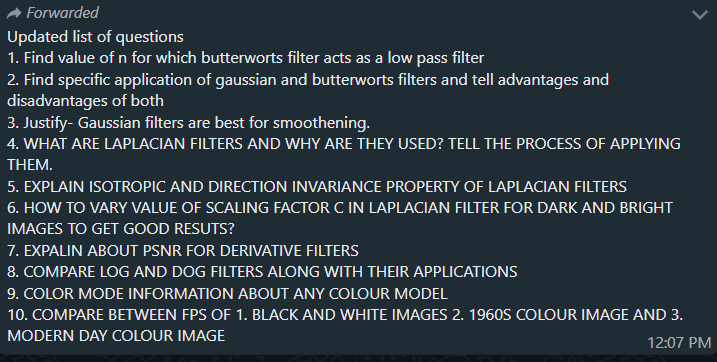 Forwarded
Updated list of questions
1. Find value of n for which butterworts filter acts as a low pass filter
2. Find specific application of gaussian and butterworts filters and tell advantages and
disadvantages of both
3. Justify- Gaussian filters are best for smoothening.
4. WHAT ARE LAPLACIAN FILTERS AND WHY ARE THEY USED? TELL THE PROCESS OF APPLYING
THEM.
5. EXPLAIN ISOTROPIC AND DIRECTION INVARIANCE PROPERTY OF LAPLACIAN FILTERS
6. HOW TO VARY VALUE OF SCALING FACTOR C IN LAPLACIAN FILTER FOR DARK AND BRIGHT
IMAGES TO GET GOOD RESUTS?
7. EXPALIN ABOUT PSNR FOR DERIVATIVE FILTERS
8. COMPARE LOG AND DOG FILTERS ALONG WITH THEIR APPLICATIONS
9. COLOR MODE INFORMATION ABOUT ANY COLOUR MODEL
10. COMPARE BETWEEN FPS OF 1. BLACK AND WHITE IMAGES 2. 1960S COLOUR IMAGE AND 3.
MODERN DAY COLOUR IMAGE
12:07 PM